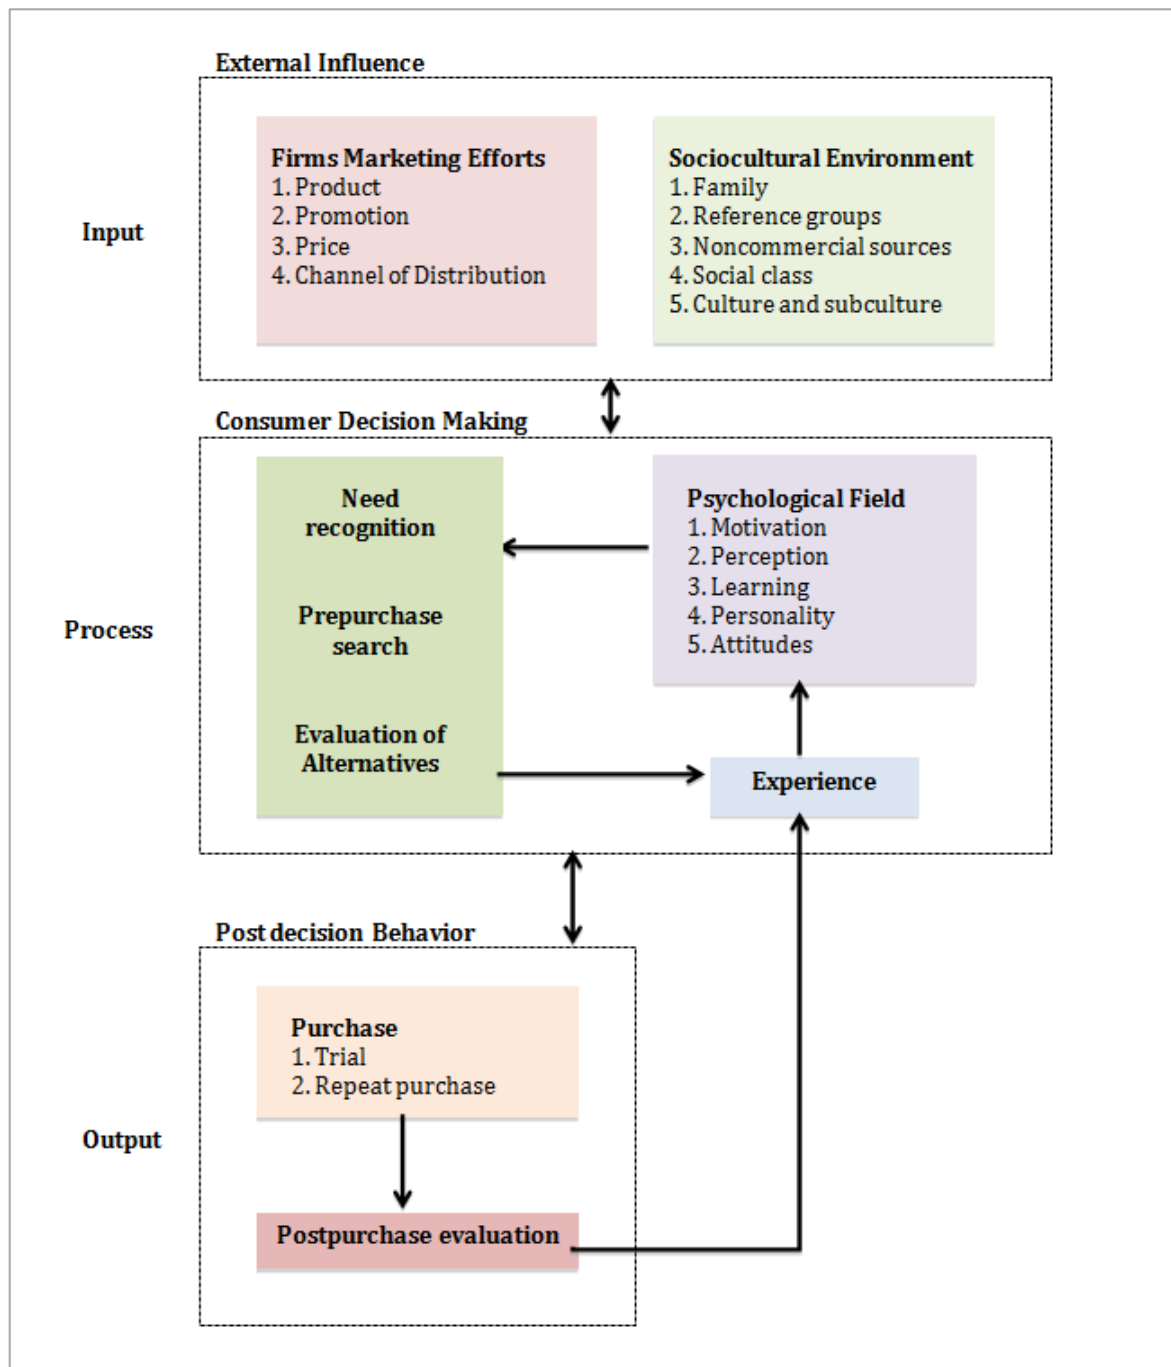 External Influence
Firms Marketing Efforts
1. Product
2. Promotion
3. Price
4. Channel of Distribution
Sociocultural Environment
1. Family
2. Reference groups
3. Noncommercial sources
4. Social class
5. Culture and subculture
Input
Consumer Decision Making
Need
recognition
Prepurchase
search
Evaluation of
Alternatives
Psychological Field
1. Motivation
2. Perception
3. Learning
4. Personality
5. Attitudes
Experience
Process
Postdecision Behavior
Purchase
1. Trial
2. Repeat purchase
Postpurchase evaluation
Output